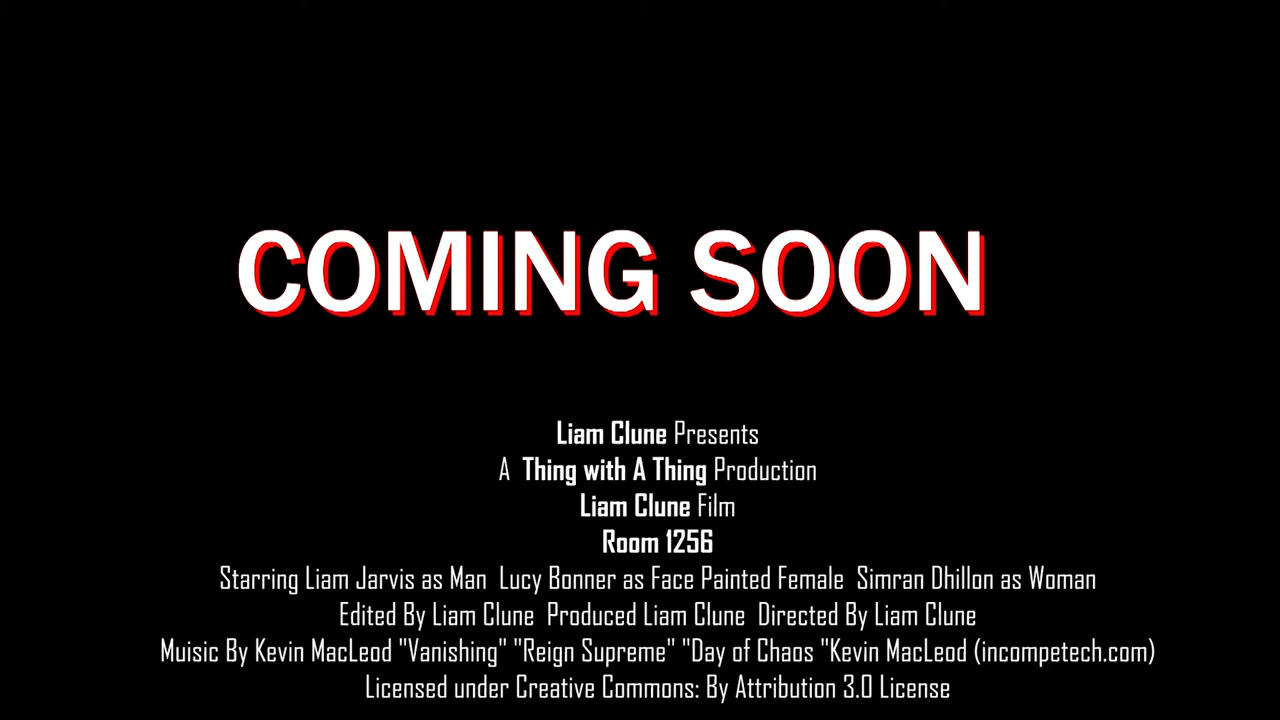 COMING SOON
Liam Clune Presents
A Thing with A Thing Production
Liam Clune Film
Room 1256
Starring Liam Jarvis as Man Lucy Bonner as Face Painted Female Simran Dhillon as Woman
Edited By Liam Clune Produced Liam Clune Directed By Liam Clune
Muisic By Kevin MacLeod "Vanishing" "Reign Supreme" "Day of Chaos "Kevin MacLeod (incompetech.com)
Licensed under Creative Commons: By Attribution 3.0 License